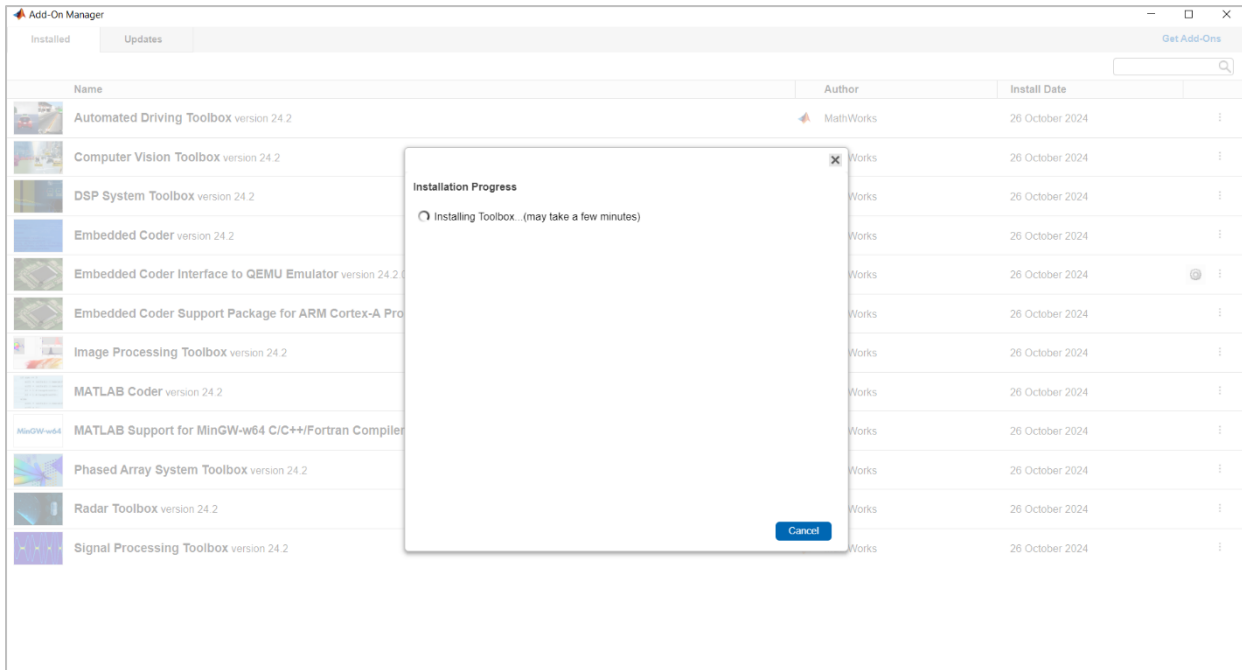 Add-On Manager
Installed Updates Get Add-Ons
Name Author Install Date
Automated Driving Toolbox version 24.2 MathWorks 26 October 2024
Computer Vision Toolbox version 24.2 Works 26 October 2024
Installation Progress
DSP System Toolbox version 24.2 Works 26 October 2024
Installing Toolbox...(may take a few minutes)
Embedded Coder version 24.2 Works 26 October 2024
Embedded Coder Interface to QEMU Emulator version 24.2 Works 26 October 2024
Embedded Coder Support Package for ARM Cortex-A Pro Works 26 October 2024
Image Processing Toolbox version 24.2 Works 26 October 2024
MATLAB Coder version 24.2 Works 26 October 2024
MinGW-w64 MATLAB Support for MinGW-w64 C/C++/Fortran Compiler Works 26 October 2024
Phased Array System Toolbox version 24.2 Works 26 October 2024
Radar Toolbox version 24.2 Works 26 October 2024
Cancel
Signal Processing Toolbox version 24.2 Works 26 October 2024